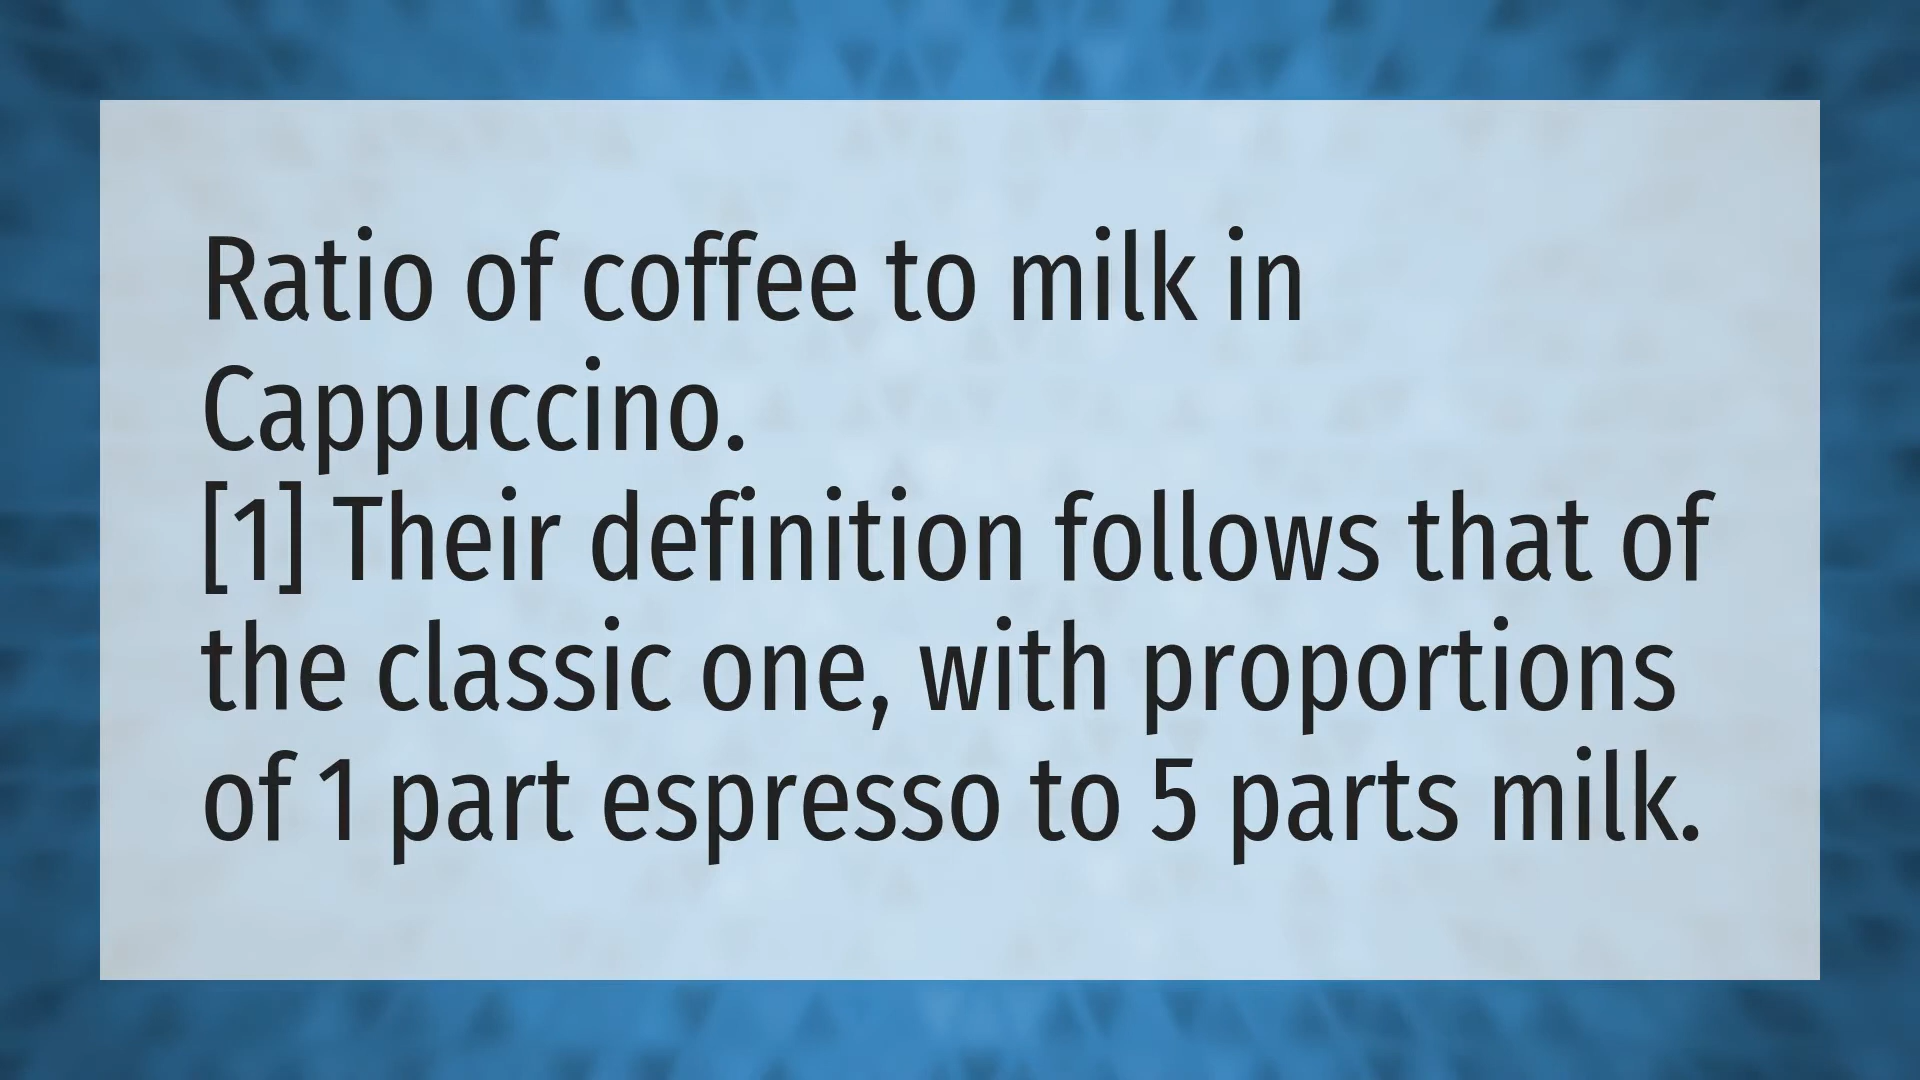 Ratio of coffee to milk in
Cappuccino.
[1] Their definition follows that of
the classic one, with proportions
of 1 part espresso to 5 parts milk.